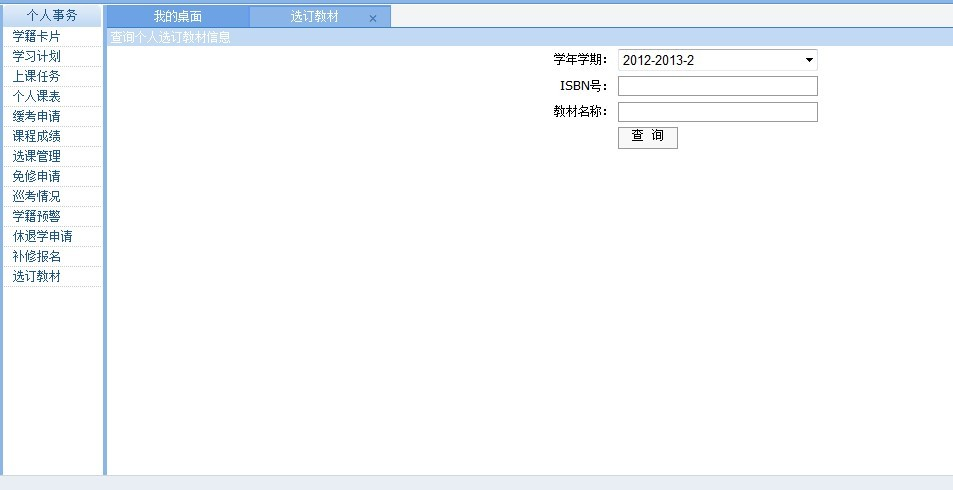 个人事务
学籍卡片
学习计划
上课任务
个人课表
缓考申请
课程成绩
选课管理
免修申请
巡考情况
学籍预警
休退学申请
补修报名
选订教材
我的桌面 选订教材 ×
查询个人选订教材信息
学年学期： 2012-2013-2
ISBN号：
教材名称：
查 询